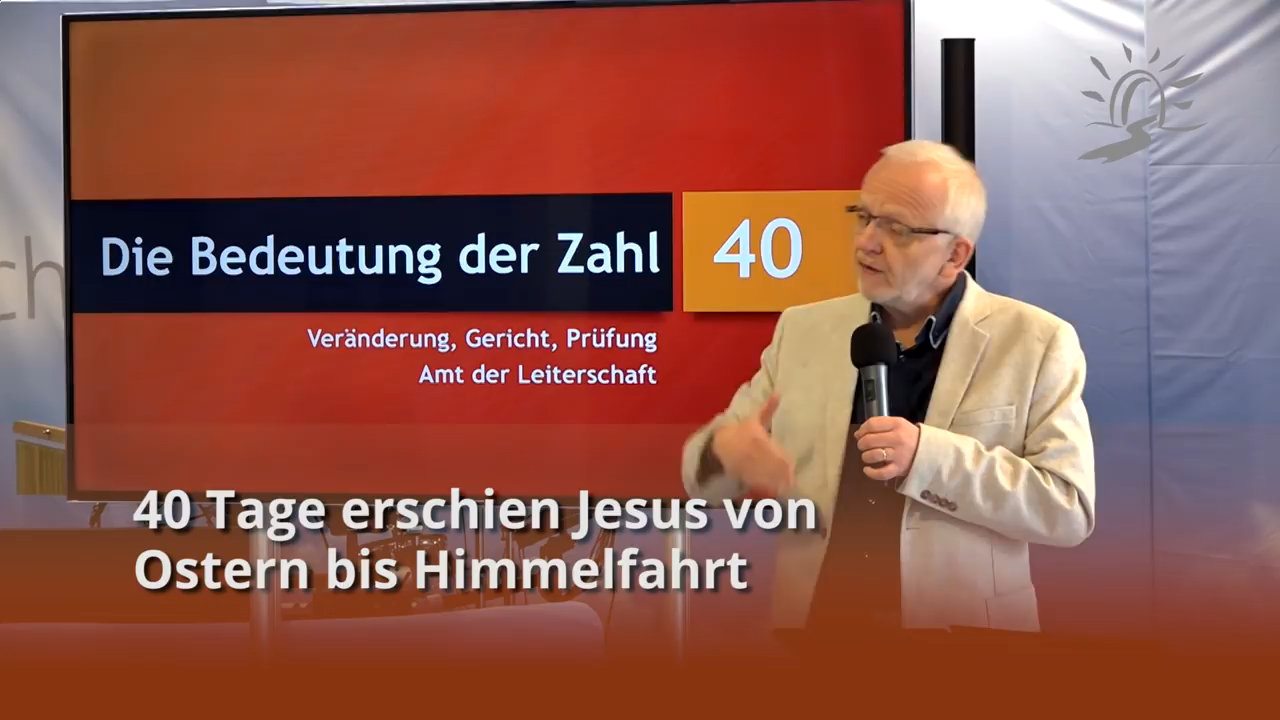 ch
Die Bedeutung der Zahl 40
Veränderung, Gericht, Prüfung
Amt der Leiterschaft
40 Tage erschien Jesus von
Ostern bis Himmelfahrt